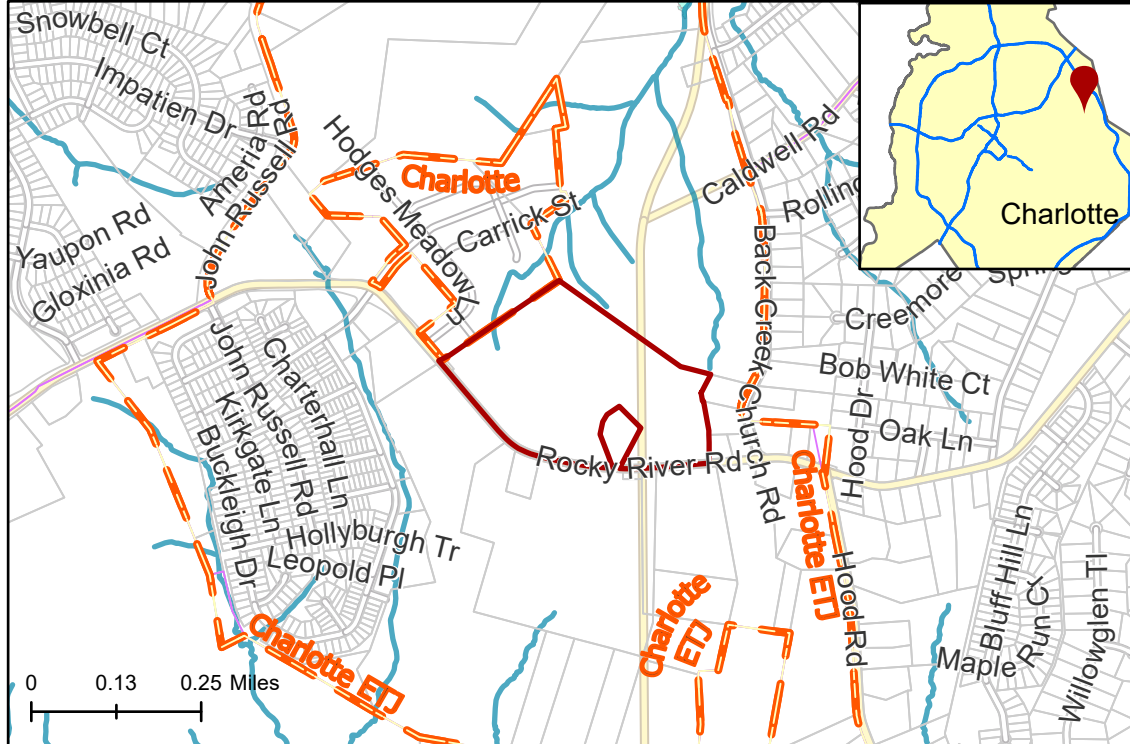 Snowbell Ct
Impatien Dr
Ameria Rd
John Russell Rd
Hodges Meadow Ln
Charlotte
Carrick St
Caldwell Rd
Charlotte
Yaupon Rd
Gloxinia Rd
Back Creek Church Rd
Creemore
John Russell Rd
Charterhall Ln
Kirkgate Ln
Buckleigh Dr
Bob White Ct
Hood Dr
Oak Ln
Rocky River Rd
Charlotte ETJ
Hollyburgh Tr
Leopold Pl
Charlotte ETJ
Charlotte
ETJ
Hood Rd
Bluff Hill Ln
Run Ct
Maple
Willowglen Tl
0 0.13 0.25 Miles